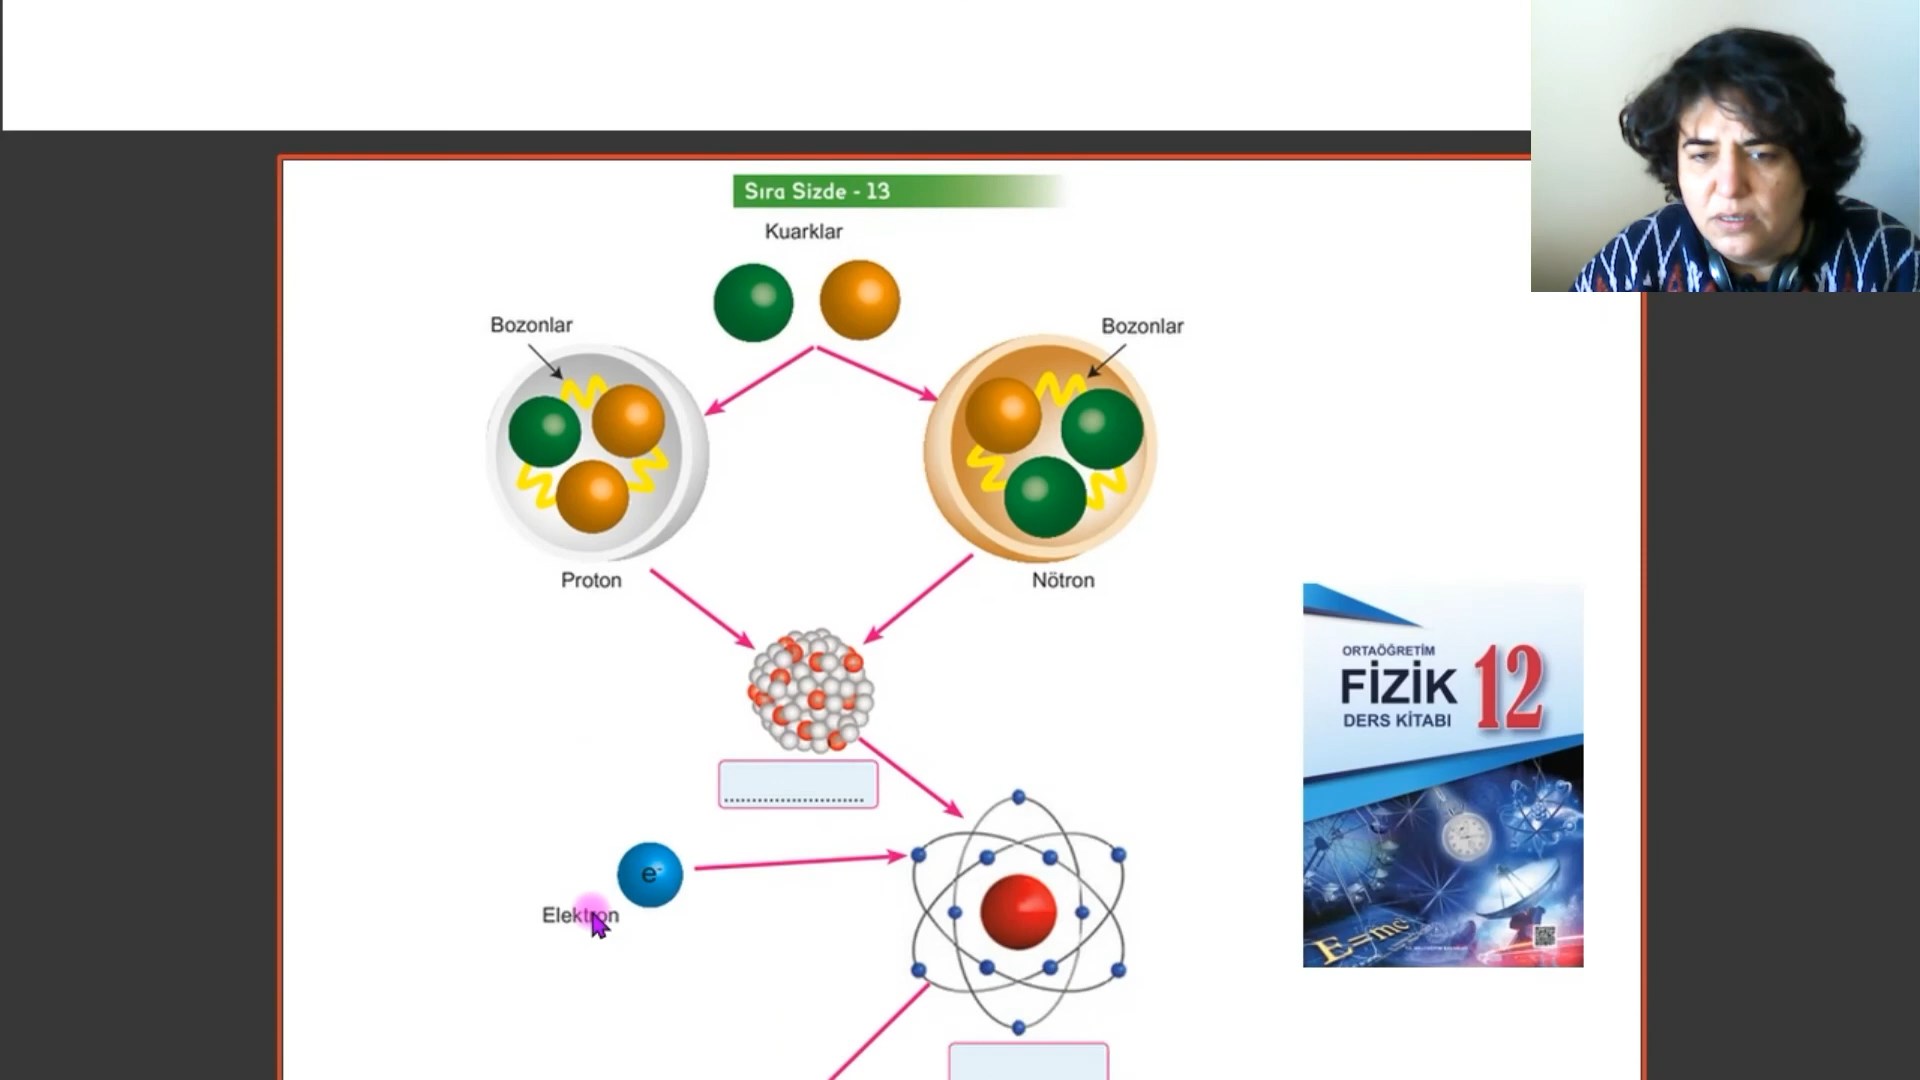 Sıra Sizde - 13
Kuarklar
Bozonlar
Bozonlar
Proton
Nötron
........................
e-
Elektron
ORTAÖĞRETİM
FİZİK 12
DERS KİTABI
E=mc